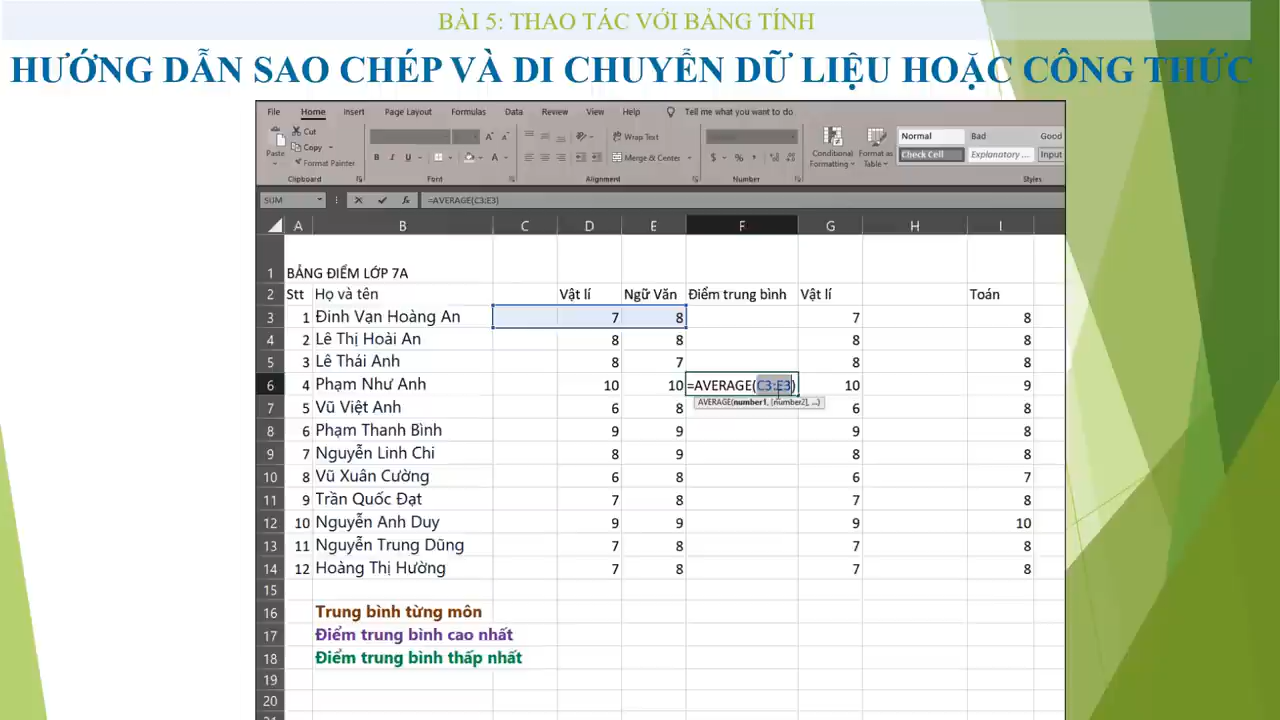 BÀI 5: THAO TÁC VỚI BẢNG TÍNH
HƯỚNG DẪN SAO CHÉP VÀ DI CHUYỂN DỮ LIỆU HOẶC CÔNG THỨC
File Home Insert Page Layout Formulas Data Review View Help Tell me what you want to do
Cut
Copy
Format Painter
Paste
Wrap Text
Merge & Center
Conditional Formatting
Format as Table
Normal Bad Good
Check Cell Explanatory ... Input
Clipboard Font Alignment Number Styles
SUM =AVERAGE(C3:E3)
A B C D E F G H I
1 BẢNG ĐIỂM LỚP 7A
2 Stt Họ và tên Vật lí Ngữ Văn Điểm trung bình Vật lí Toán
3 1 Đinh Vạn Hoàng An 7 8 7 8
4 2 Lê Thị Hoài An 8 8 8 8
5 3 Lê Thái Anh 8 7 8 8
6 4 Phạm Như Anh 10 10 =AVERAGE(C3:E3) 10 9
AVERAGE(number1, [number2], ...)
7 5 Vũ Việt Anh 6 8 6 8
8 6 Phạm Thanh Bình 9 9 9 8
9 7 Nguyễn Linh Chi 8 9 8 8
10 8 Vũ Xuân Cường 6 8 6 7
11 9 Trần Quốc Đạt 7 8 7 8
12 10 Nguyễn Anh Duy 9 9 9 10
13 11 Nguyễn Trung Dũng 7 8 7 8
14 12 Hoàng Thị Hường 7 8 7 8
15
16 Trung bình từng môn
17 Điểm trung bình cao nhất
18 Điểm trung bình thấp nhất
19
20